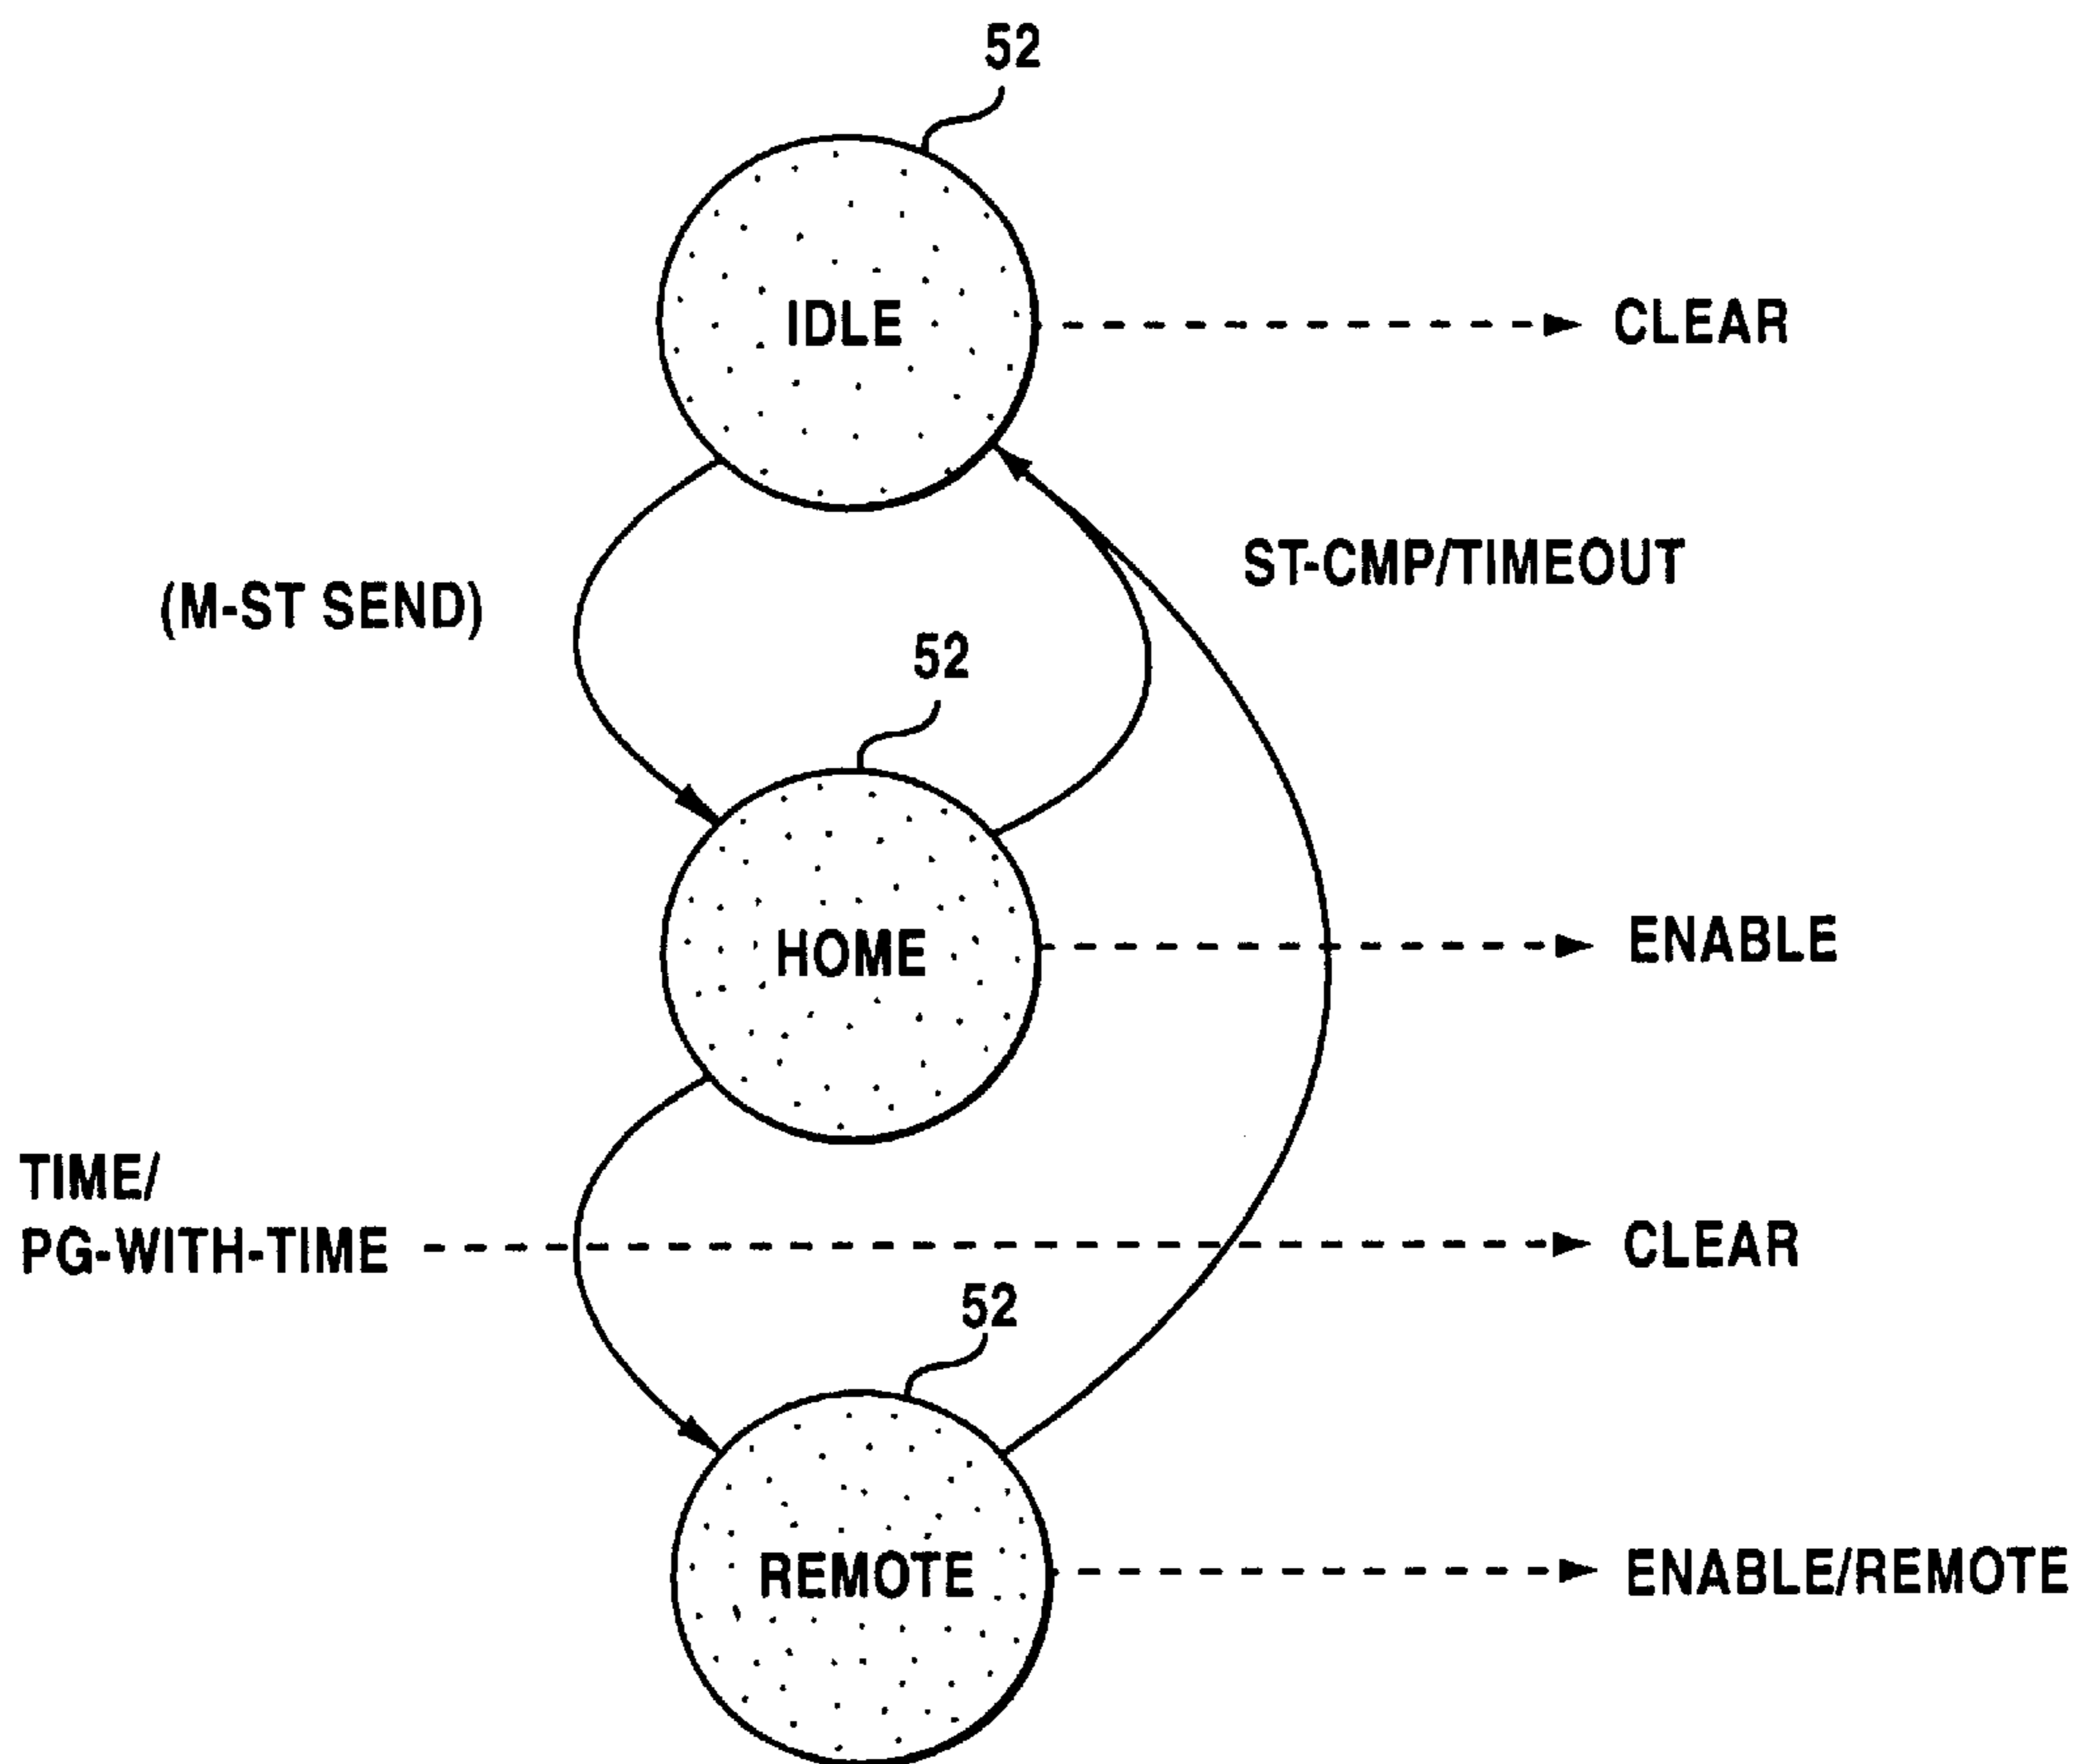 52
IDLE
CLEAR
ST-CMP/TIMEOUT
(M-ST SEND)
52
HOME
ENABLE
TIME/
PG-WITH-TIME
CLEAR
52
REMOTE
ENABLE/REMOTE